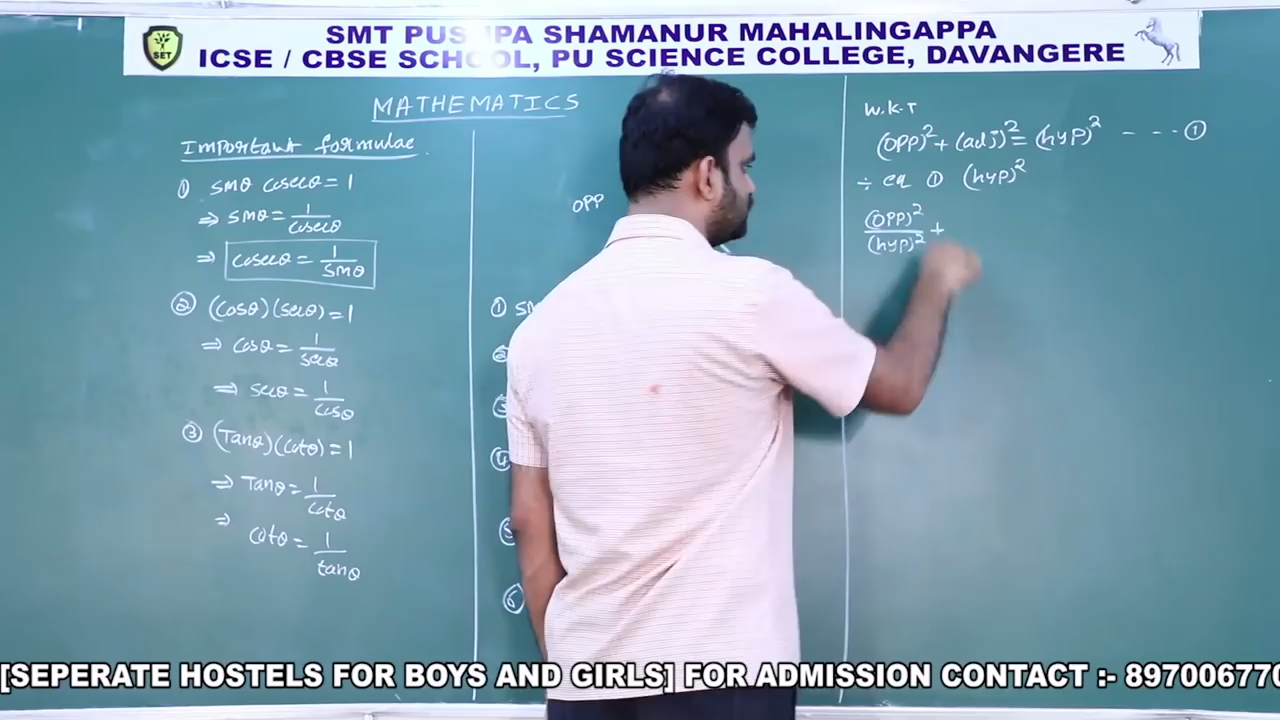 SET
SMT PUSHPA SHAMANUR MAHALINGAPPA
ICSE / CBSE SCHOOL, PU SCIENCE COLLEGE, DAVANGERE
MATHEMATICS
Important formulae
① sinθ cosecθ = 1
⇒ sinθ = 1/cosecθ
⇒ cosecθ = 1/sinθ
② (cosθ)(secθ) = 1
⇒ cosθ = 1/secθ
⇒ secθ = 1/cosθ
③ (Tanθ)(cotθ) = 1
⇒ Tanθ = 1/cotθ
⇒ cotθ = 1/tanθ
OPP
①
②
③
④
⑤
⑥
W.K.T
(OPP)² + (adj)² = (hyp)² - - - ①
÷ eq ① (hyp)²
(OPP)²/(hyp)² +
[SEPERATE HOSTELS FOR BOYS AND GIRLS] FOR ADMISSION CONTACT :- 897006770